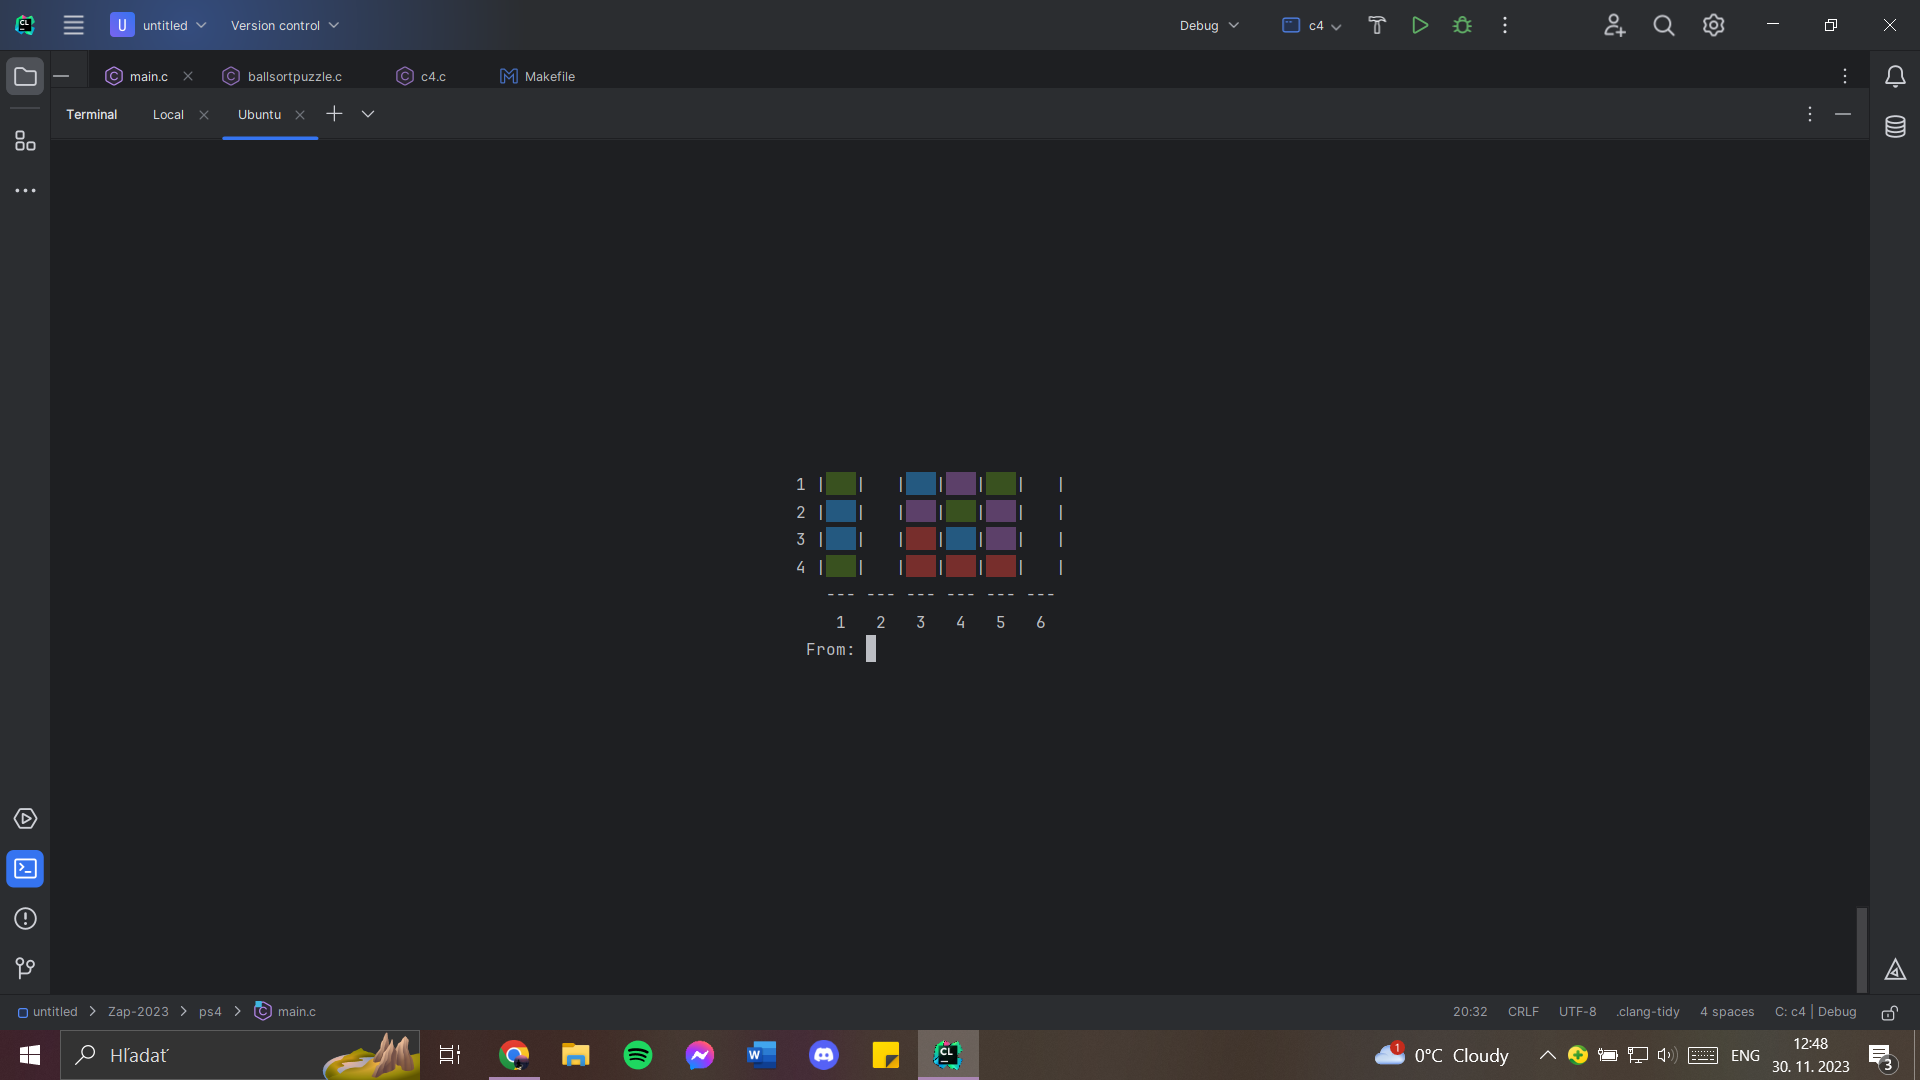 CL U untitled Version control Debug c4
main.c ballsortpuzzle.c c4.c Makefile
Terminal Local Ubuntu
1 | | | | | | |
2 | | | | | | |
3 | | | | | | |
4 | | | | | | |
--- --- --- --- --- ---
1 2 3 4 5 6
From:
untitled > Zap-2023 > ps4 > main.c 20:32 CRLF UTF-8 .clang-tidy 4 spaces C: c4 | Debug
Hľadať W CL 1 0°C Cloudy ENG 12:48
30. 11. 2023 3